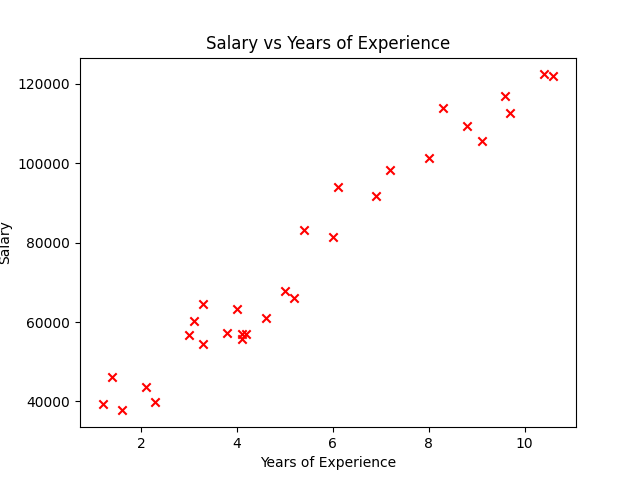 Salary vs Years of Experience
120000
100000
80000
60000
40000
Salary
2 4 6 8 10
Years of Experience